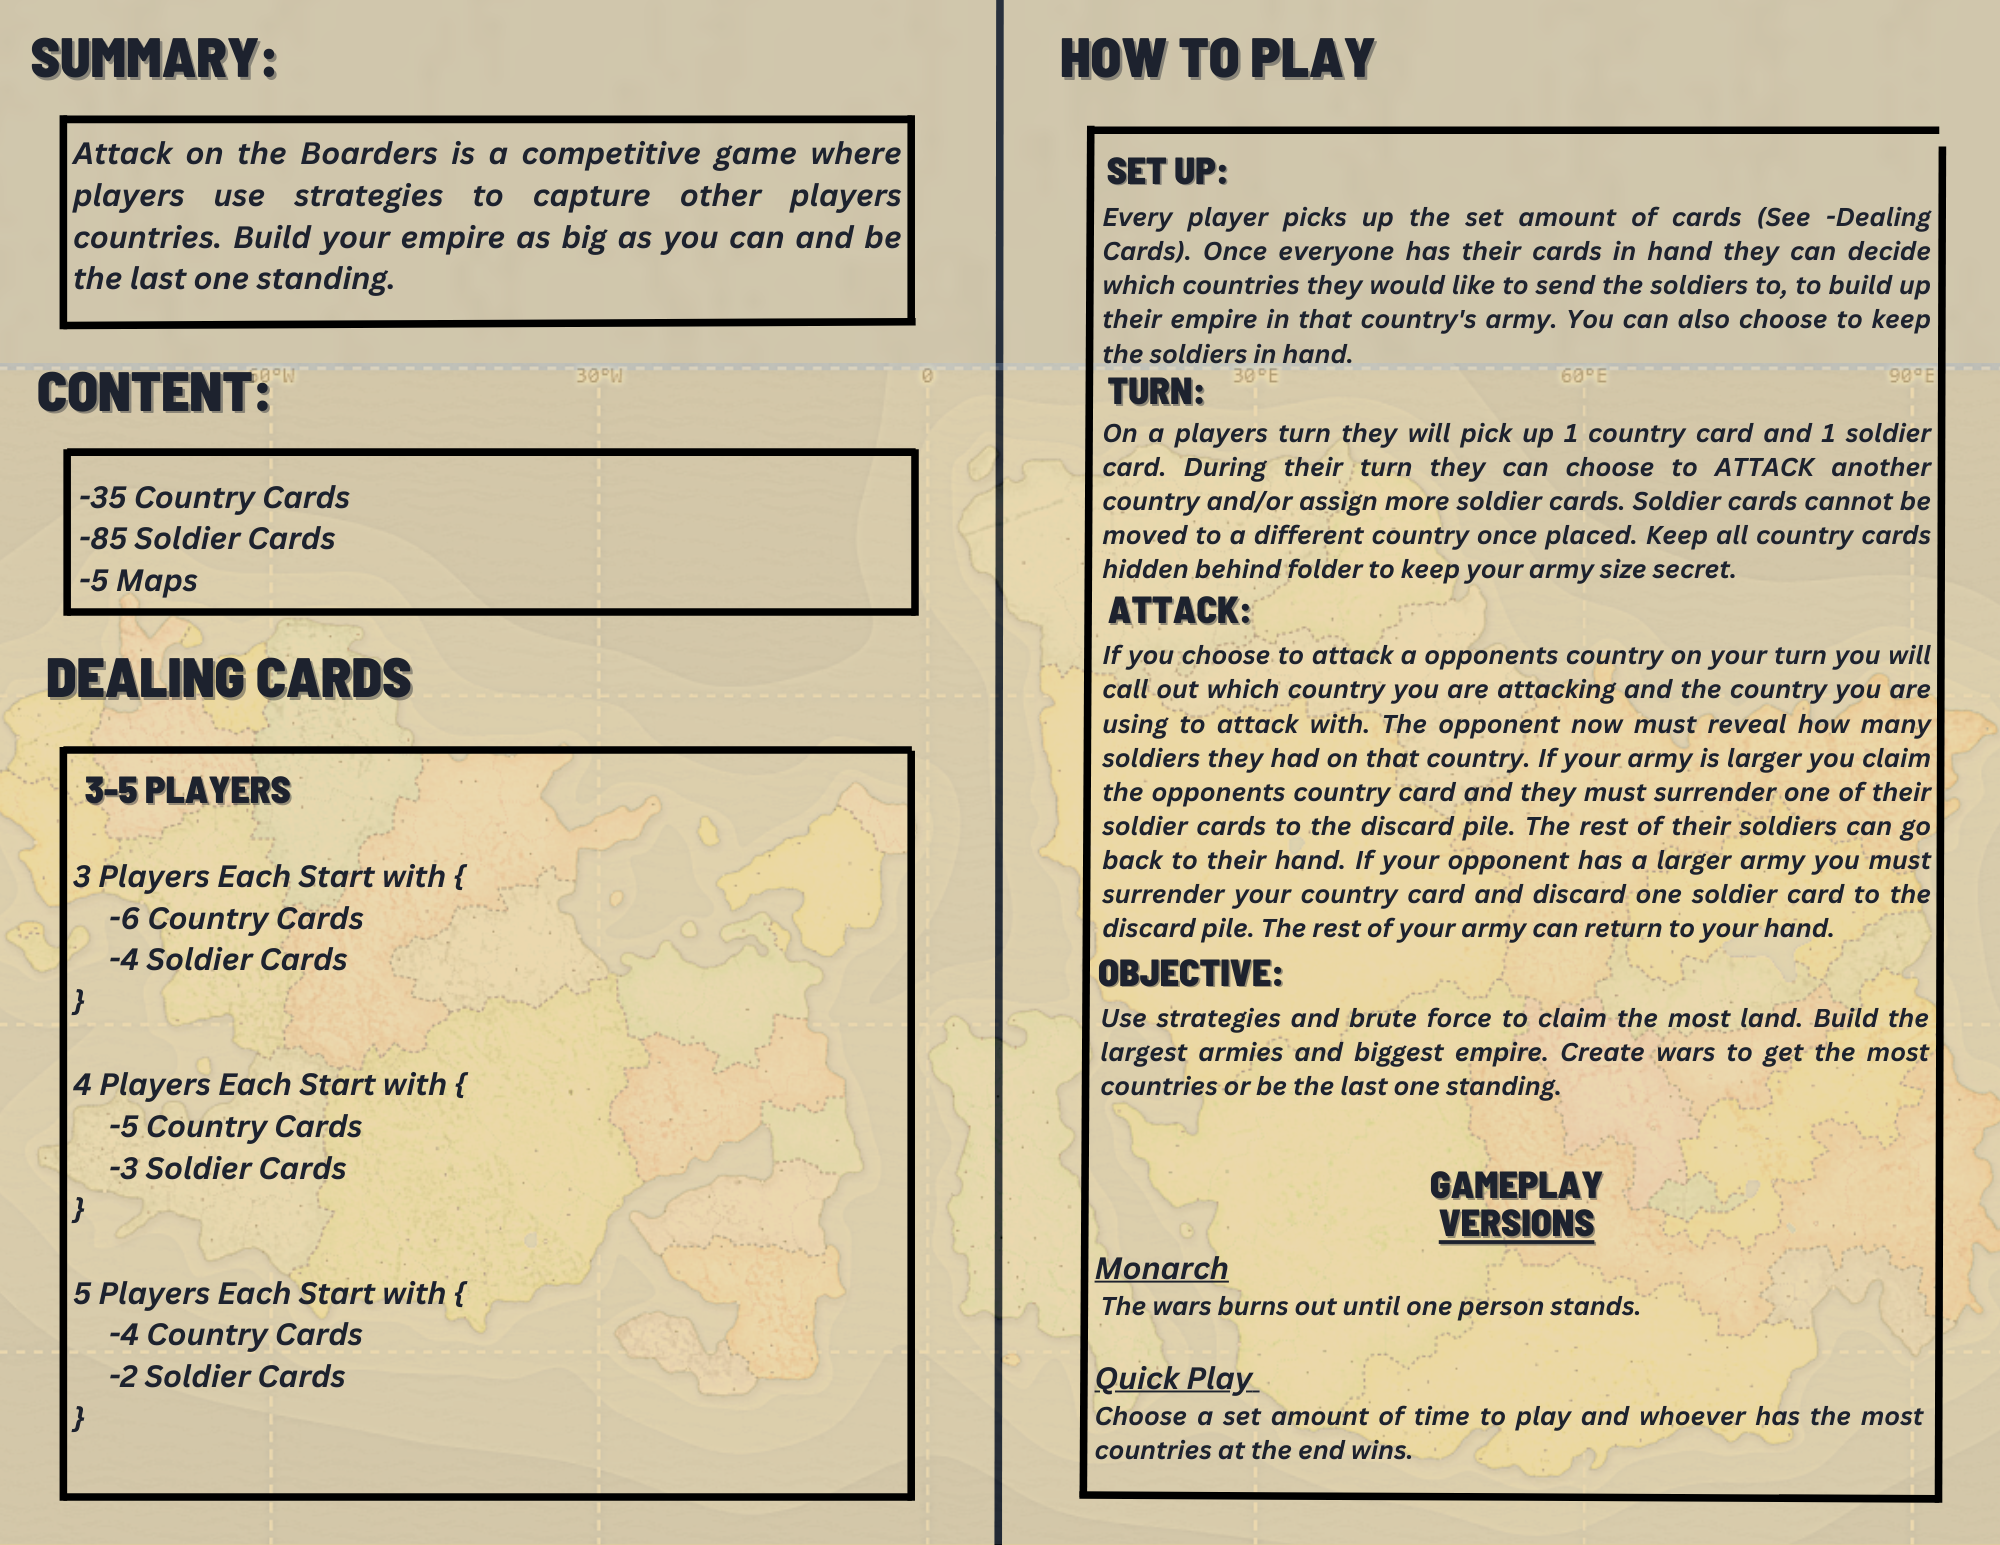 SUMMARY:
Attack on the Boarders is a competitive game where
players use strategies to capture other players
countries. Build your empire as big as you can and be
the last one standing.
CONTENT:
-35 Country Cards
-85 Soldier Cards
-5 Maps
DEALING CARDS
3-5 PLAYERS
3 Players Each Start with {
-6 Country Cards
-4 Soldier Cards
}
4 Players Each Start with {
-5 Country Cards
-3 Soldier Cards
}
5 Players Each Start with {
-4 Country Cards
-2 Soldier Cards
}
HOW TO PLAY
SET UP:
Every player picks up the set amount of cards (See -Dealing
Cards). Once everyone has their cards in hand they can decide
which countries they would like to send the soldiers to, to build up
their empire in that country's army. You can also choose to keep
the soldiers in hand.
TURN:
On a players turn they will pick up 1 country card and 1 soldier
card. During their turn they can choose to ATTACK another
country and/or assign more soldier cards. Soldier cards cannot be
moved to a different country once placed. Keep all country cards
hidden behind folder to keep your army size secret.
ATTACK:
If you choose to attack a opponents country on your turn you will
call out which country you are attacking and the country you are
using to attack with. The opponent now must reveal how many
soldiers they had on that country. If your army is larger you claim
the opponents country card and they must surrender one of their
soldier cards to the discard pile. The rest of their soldiers can go
back to their hand. If your opponent has a larger army you must
surrender your country card and discard one soldier card to the
discard pile. The rest of your army can return to your hand.
OBJECTIVE:
Use strategies and brute force to claim the most land. Build the
largest armies and biggest empire. Create wars to get the most
countries or be the last one standing.
GAMEPLAY
VERSIONS
Monarch
The wars burns out until one person stands.
Quick Play
Choose a set amount of time to play and whoever has the most
countries at the end wins.
30°W
0
30°E
60°E
90°E